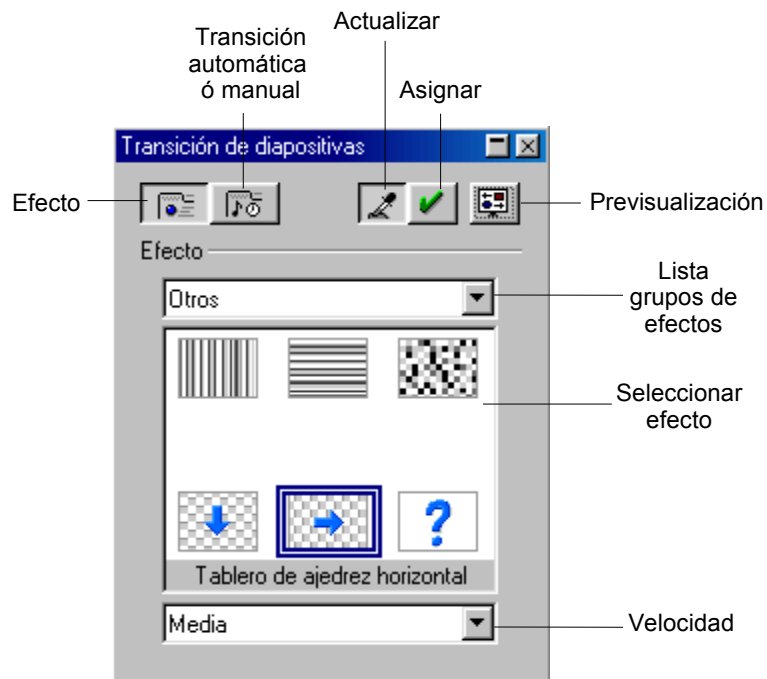 Actualizar
Transición
automática
ó manual
Asignar
Transición de diapositivas
Efecto
Previsualización
Efecto
Lista
grupos de
efectos
Otros
Seleccionar
efecto
?
Tablero de ajedrez horizontal
Media
Velocidad